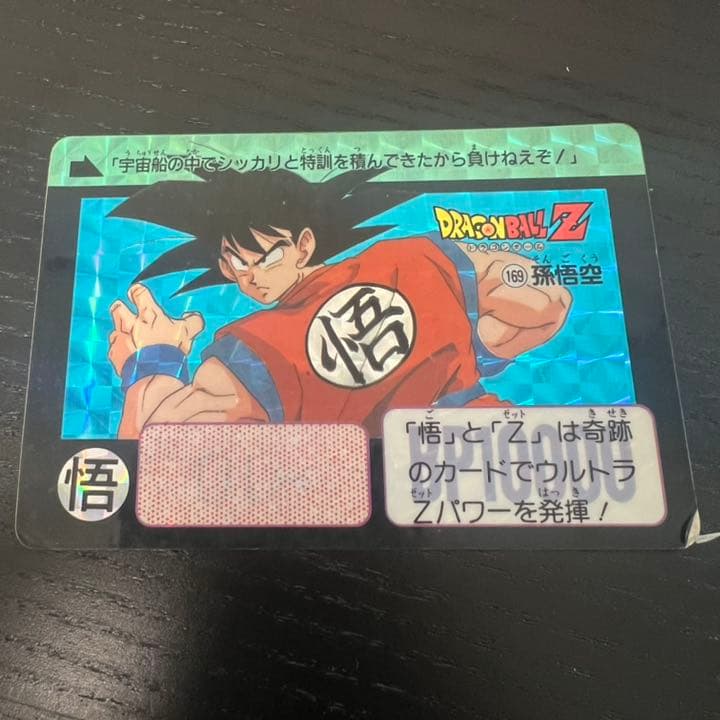 「宇宙船の中でシッカリと特訓を積んできたから負けねえぞ！」
DRAGON BALL Z
ドラゴンボールZ
169 孫悟空
そんごくう
悟
悟
「悟」と「Z」は奇跡
のカードでウルトラ
Zパワーを発揮！
BP10000